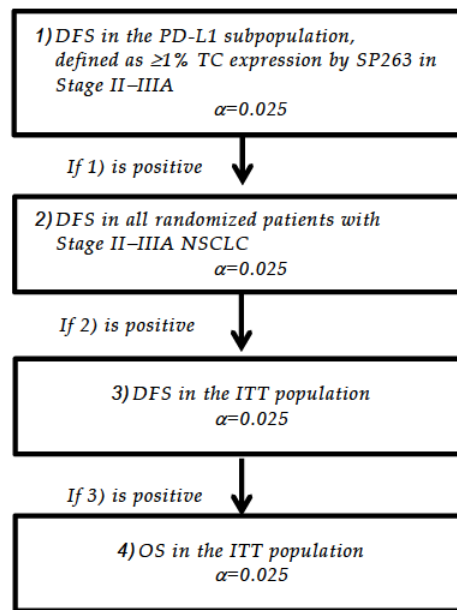 1) DFS in the PD-L1 subpopulation,
defined as ≥1% TC expression by SP263 in
Stage II–IIIA
α=0.025
If 1) is positive
2) DFS in all randomized patients with
Stage II–IIIA NSCLC
α=0.025
If 2) is positive
3) DFS in the ITT population
α=0.025
If 3) is positive
4) OS in the ITT population
α=0.025